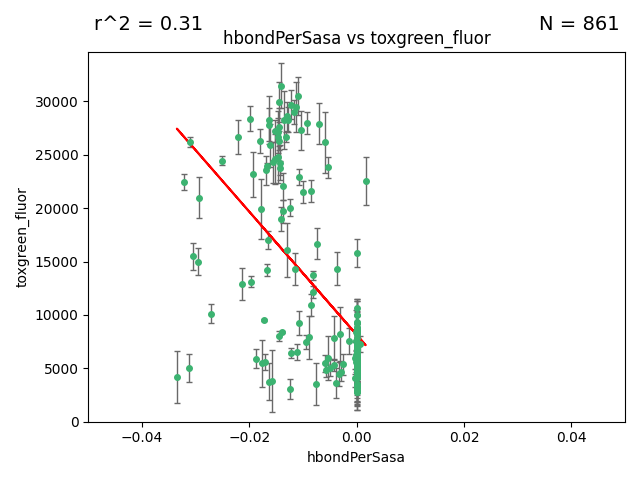 r^2 = 0.31
N = 861
hbondPerSasa vs toxgreen_fluor
toxgreen_fluor
30000
25000
20000
15000
10000
5000
0
−0.04
−0.02
0.00
0.02
0.04
hbondPerSasa